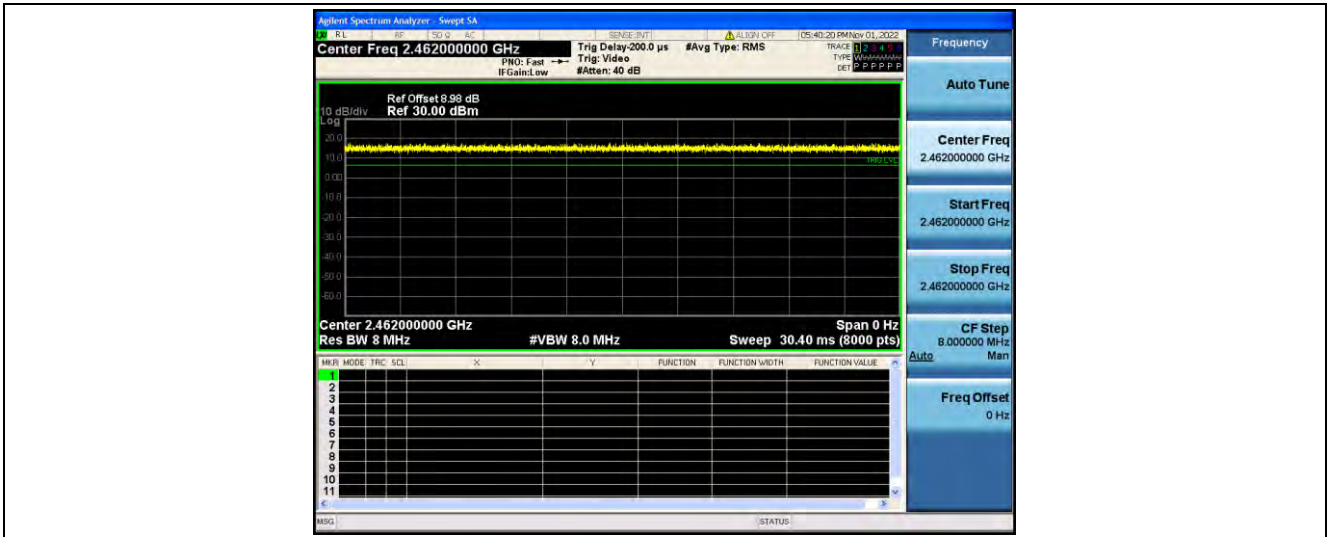 Agilent Spectrum Analyzer - Swept SA
RL RF 50 Ω AC SENSE:INT ALIGN OFF 05:40:20 PM Nov 01, 2022
Center Freq 2.462000000 GHz
PNO: Fast
IFGain:Low
Trig Delay-200.0 µs
Trig: Video
#Atten: 40 dB
#Avg Type: RMS
TRACE 1 2 3 4 5 6
TYPE
DET P P P P P P
Ref Offset 8.98 dB
10 dB/div Ref 30.00 dBm
Log
20.0
10.0
TRIG LVL
0.00
-10.0
-20.0
-30.0
-40.0
-50.0
-60.0
Center 2.462000000 GHz Span 0 Hz
Res BW 8 MHz #VBW 8.0 MHz Sweep 30.40 ms (8000 pts)
MKR MODE TRC SCL X Y FUNCTION FUNCTION WIDTH FUNCTION VALUE
1
2
3
4
5
6
7
8
9
10
11
MSG STATUS
Frequency
Auto Tune
Center Freq
2.462000000 GHz
Start Freq
2.462000000 GHz
Stop Freq
2.462000000 GHz
CF Step
8.000000 MHz
Auto Man
Freq Offset
0 Hz